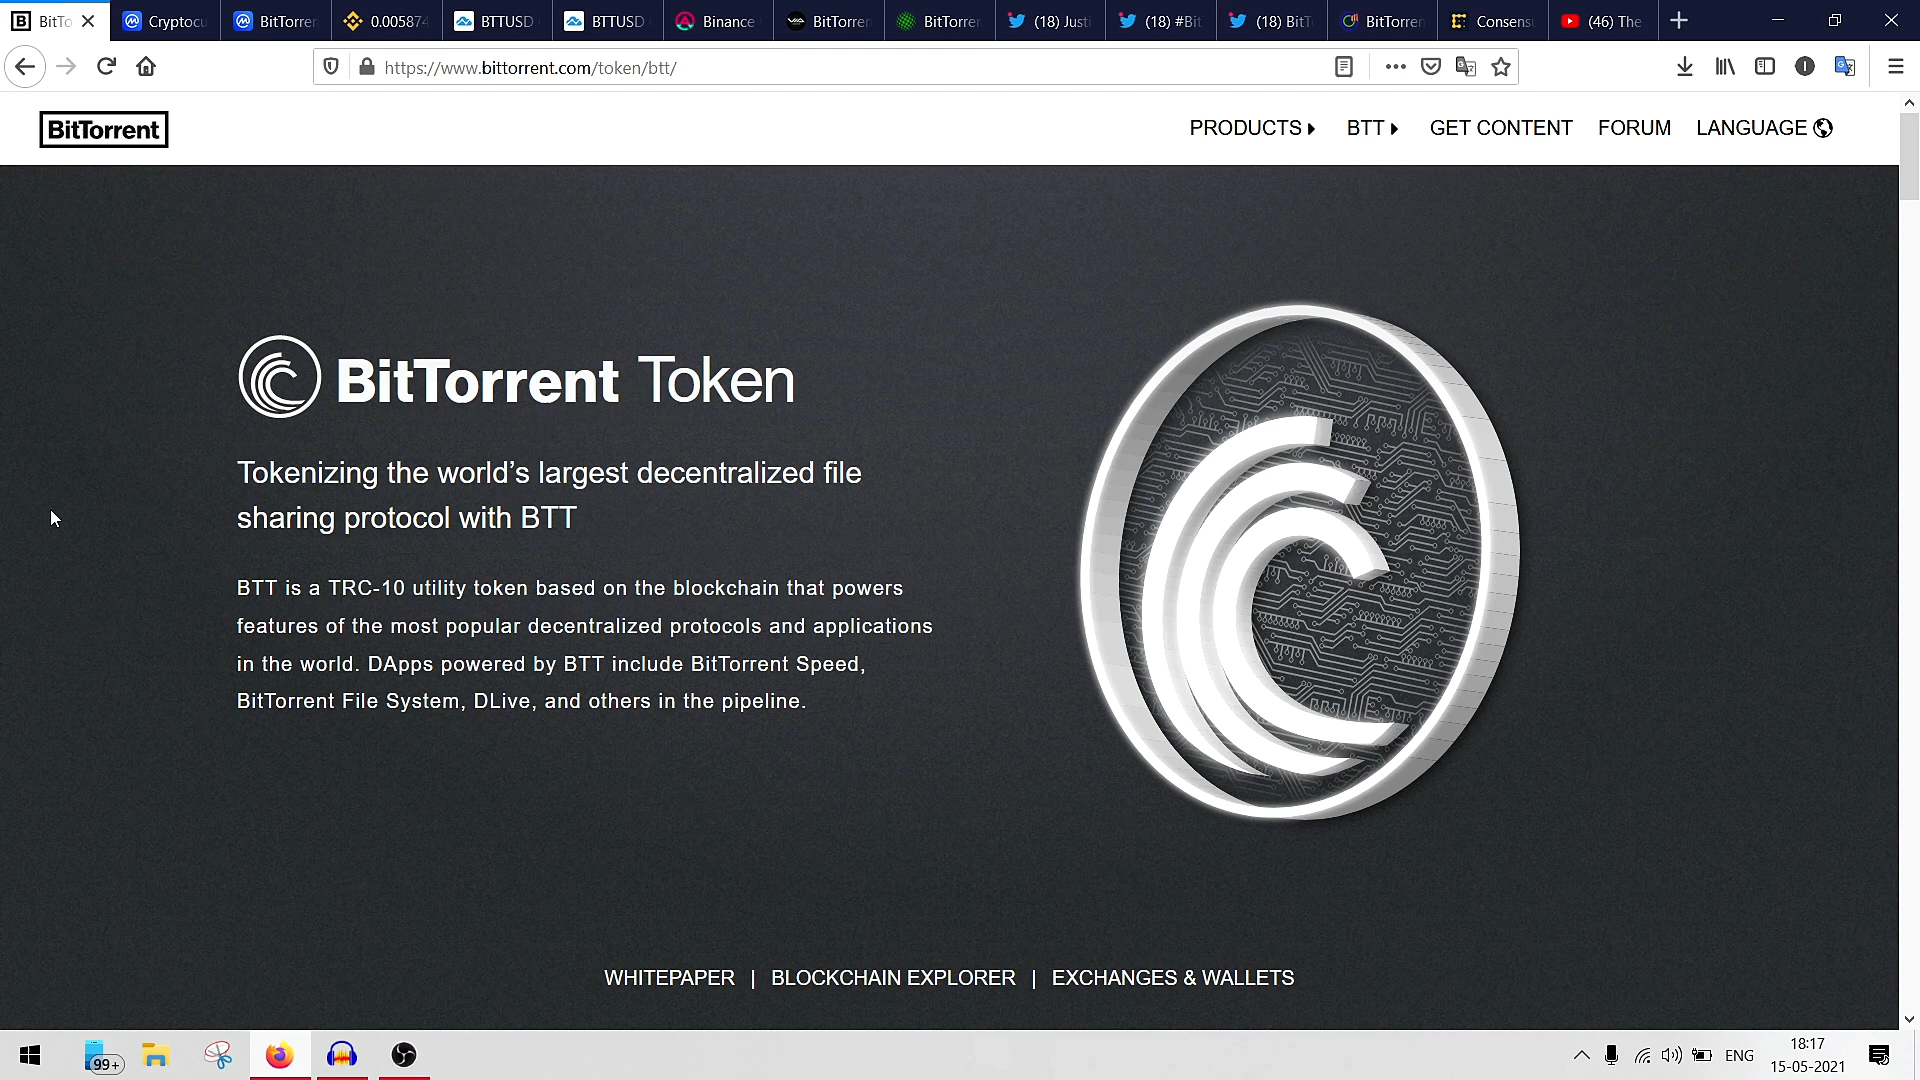 BitTo
Cryptocu
BitTorren
0.005874
BTTUSD
BTTUSD
Binance
BitTorren
BitTorren
(18) Justi
(18) #Bit
(18) BitT
BitTorren
Consensu
(46) The
https://www.bittorrent.com/token/btt/
BitTorrent
PRODUCTS
BTT
GET CONTENT
FORUM
LANGUAGE
BitTorrent Token
Tokenizing the world’s largest decentralized file
sharing protocol with BTT
BTT is a TRC-10 utility token based on the blockchain that powers
features of the most popular decentralized protocols and applications
in the world. DApps powered by BTT include BitTorrent Speed,
BitTorrent File System, DLive, and others in the pipeline.
WHITEPAPER | BLOCKCHAIN EXPLORER | EXCHANGES & WALLETS
99+
ENG
18:17
15-05-2021